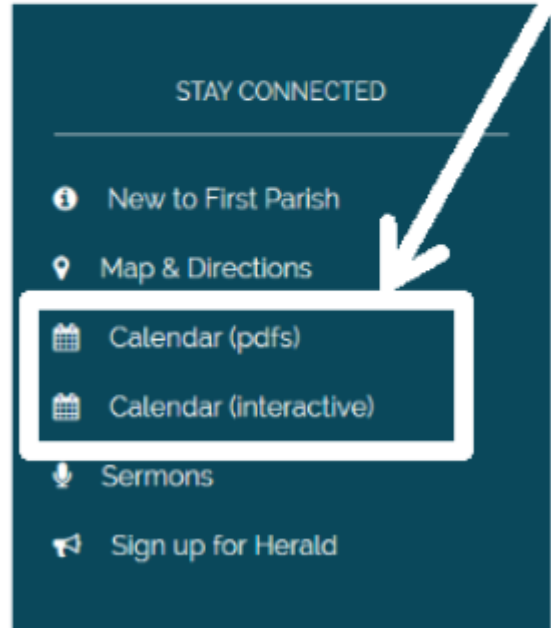 STAY CONNECTED
New to First Parish
Map & Directions
Calendar (pdfs)
Calendar (interactive)
Sermons
Sign up for Herald